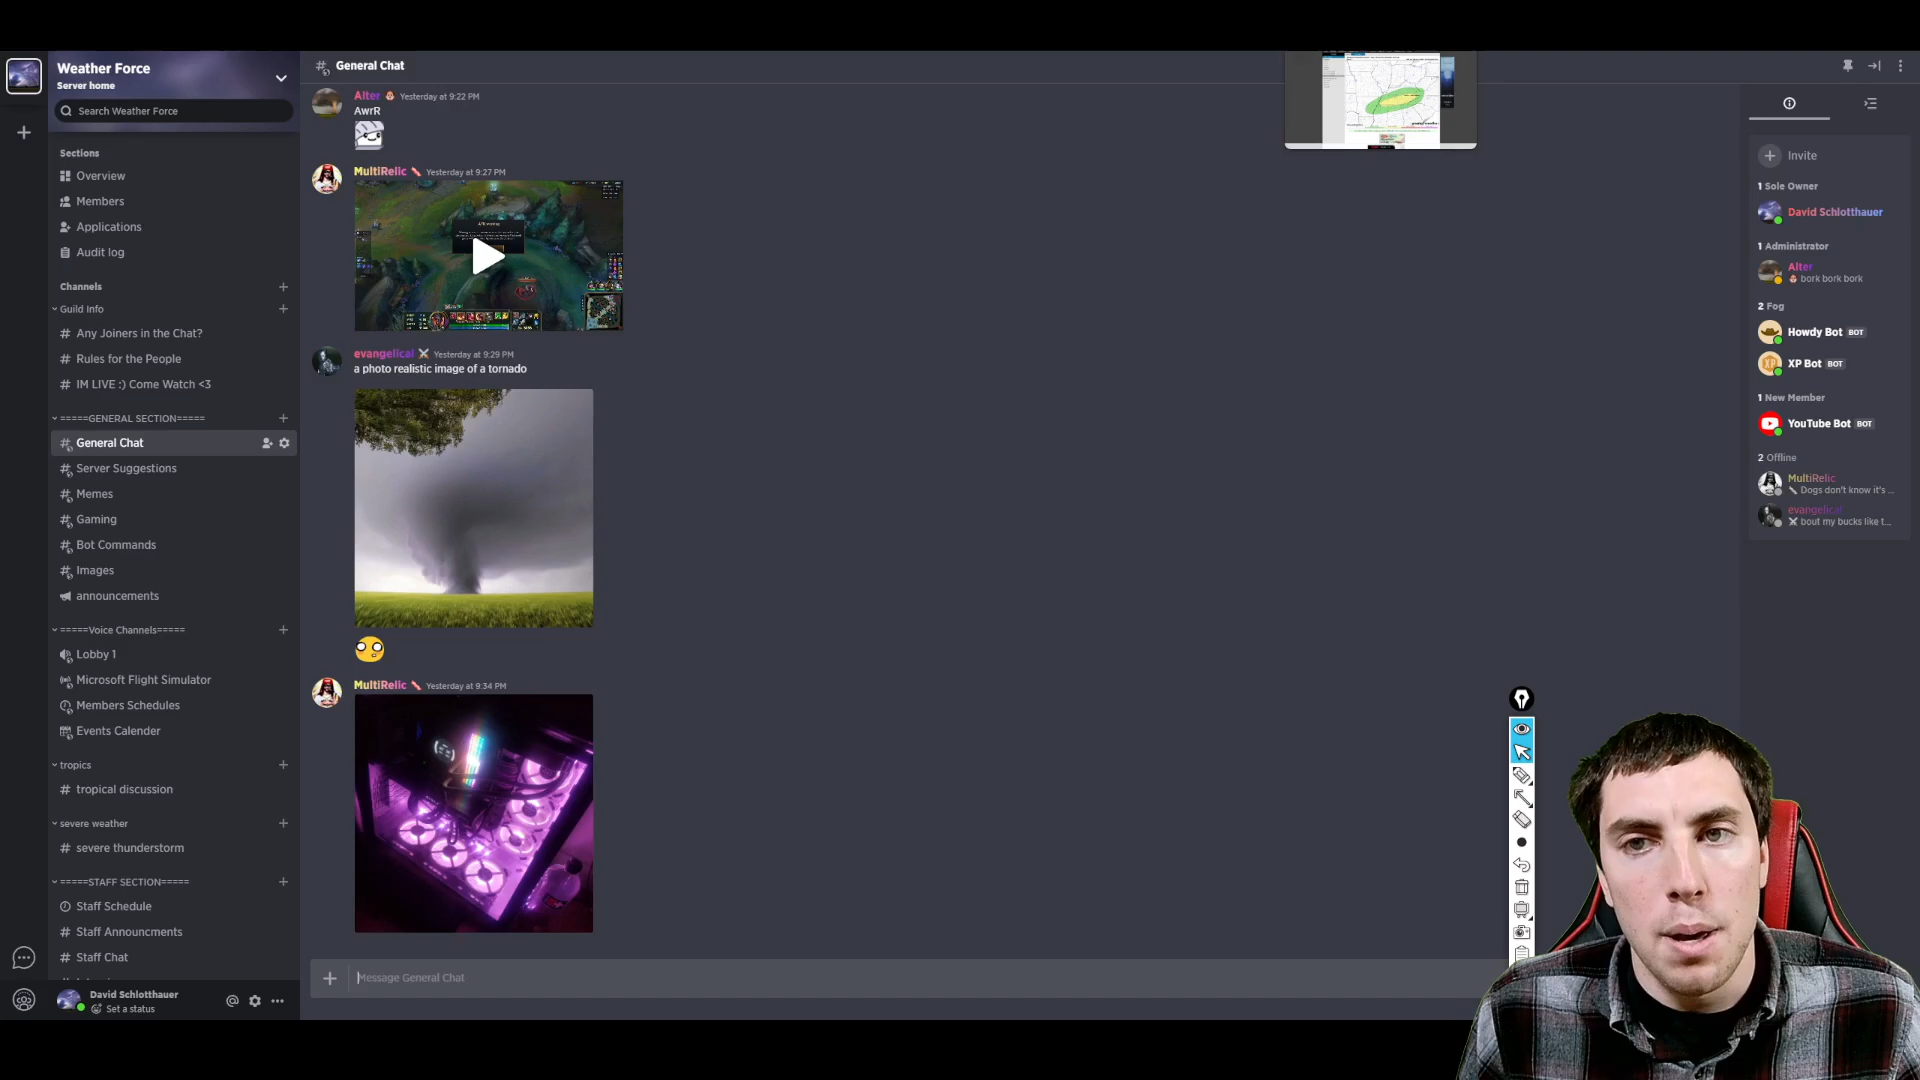 Weather Force
Server home
Search Weather Force
Sections
Overview
Members
Applications
Audit log
Channels
Guild Info
Any Joiners in the Chat?
Rules for the People
IM LIVE :) Come Watch <3
=====GENERAL SECTION=====
General Chat
Server Suggestions
Memes
Gaming
Bot Commands
Images
announcements
=====Voice Channels=====
Lobby 1
Microsoft Flight Simulator
Members Schedules
Events Calender
tropics
tropical discussion
severe weather
severe thunderstorm
=====STAFF SECTION=====
Staff Schedule
Staff Announcments
Staff Chat
David Schlotthauer
Set a status
General Chat
Alter Yesterday at 9:22 PM
AwrR
MultiRelic Yesterday at 9:27 PM
evangelical Yesterday at 9:29 PM
a photo realistic image of a tornado
MultiRelic Yesterday at 9:34 PM
Message General Chat
Invite
1 Sole Owner
David Schlotthauer
1 Administrator
Alter
bork bork bork
2 Fog
Howdy Bot BOT
XP Bot BOT
1 New Member
YouTube Bot BOT
2 Offline
MultiRelic
Dogs don't know it's ...
evangelical
bout my bucks like t...